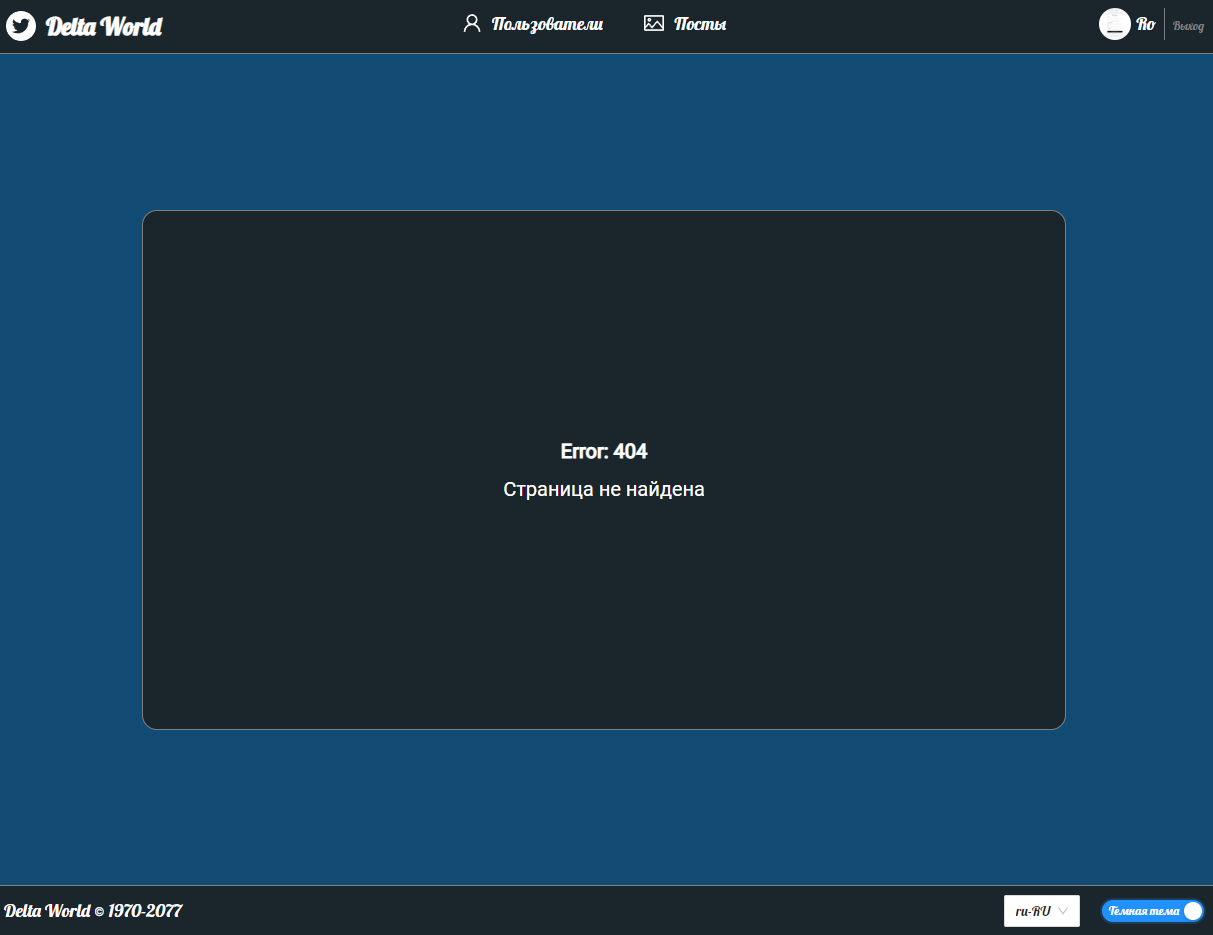 Delta World
Пользователи
Посты
Ro
Выход
Error: 404
Страница не найдена
Delta World © 1970-2077
ru-RU
Темная тема